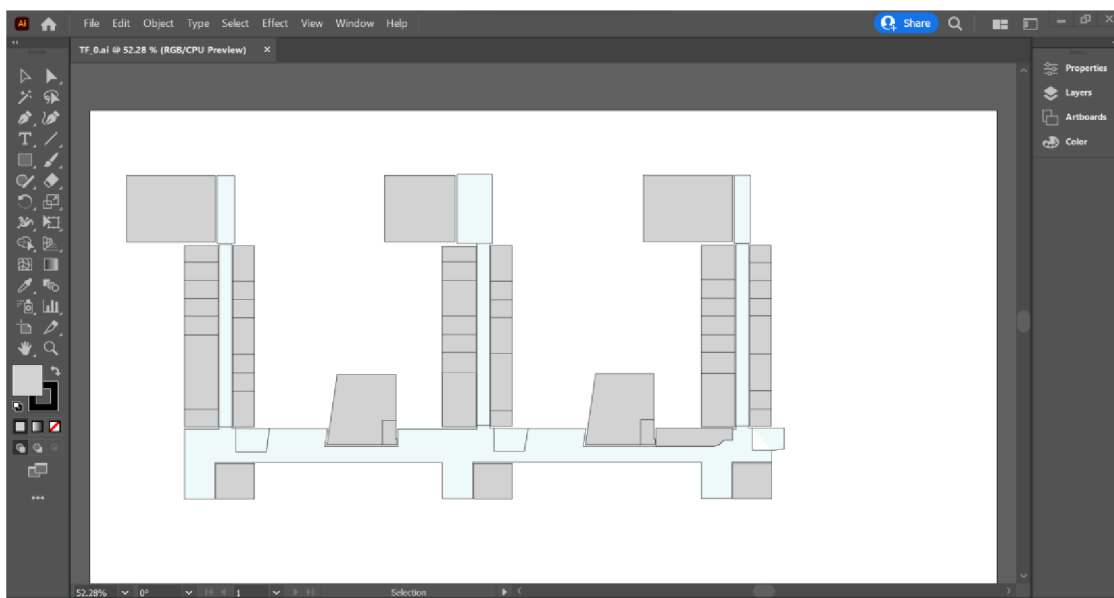 Ai File Edit Object Type Select Effect View Window Help Share
TF_0.ai @ 52.28 % (RGB/CPU Preview) ×
Properties
Layers
Artboards
Color
T
52.28% 0° 1 Selection